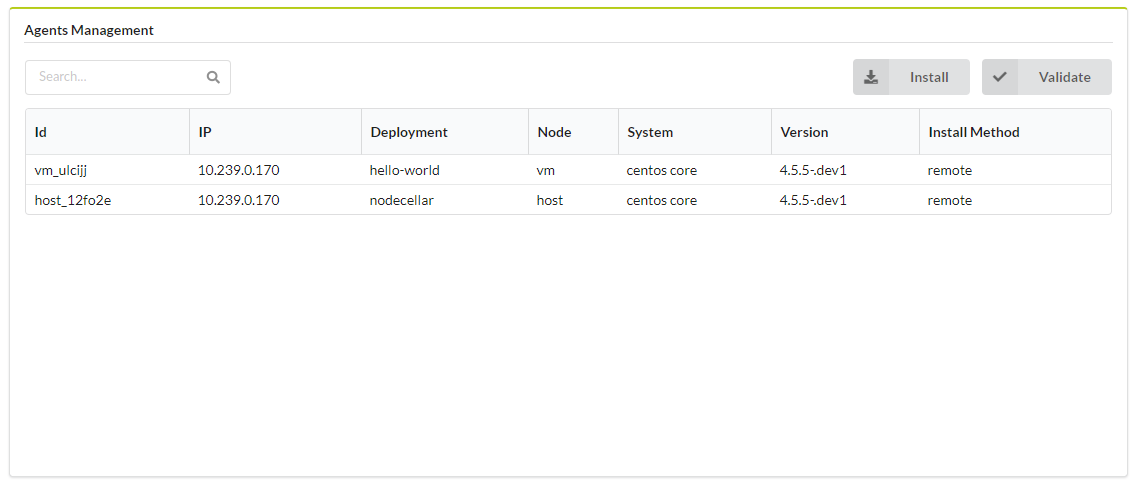 Agents Management
Search...
Install
Validate
Id IP Deployment Node System Version Install Method
vm_ulcijj 10.239.0.170 hello-world vm centos core 4.5.5-.dev1 remote
host_12fo2e 10.239.0.170 nodecellar host centos core 4.5.5-.dev1 remote